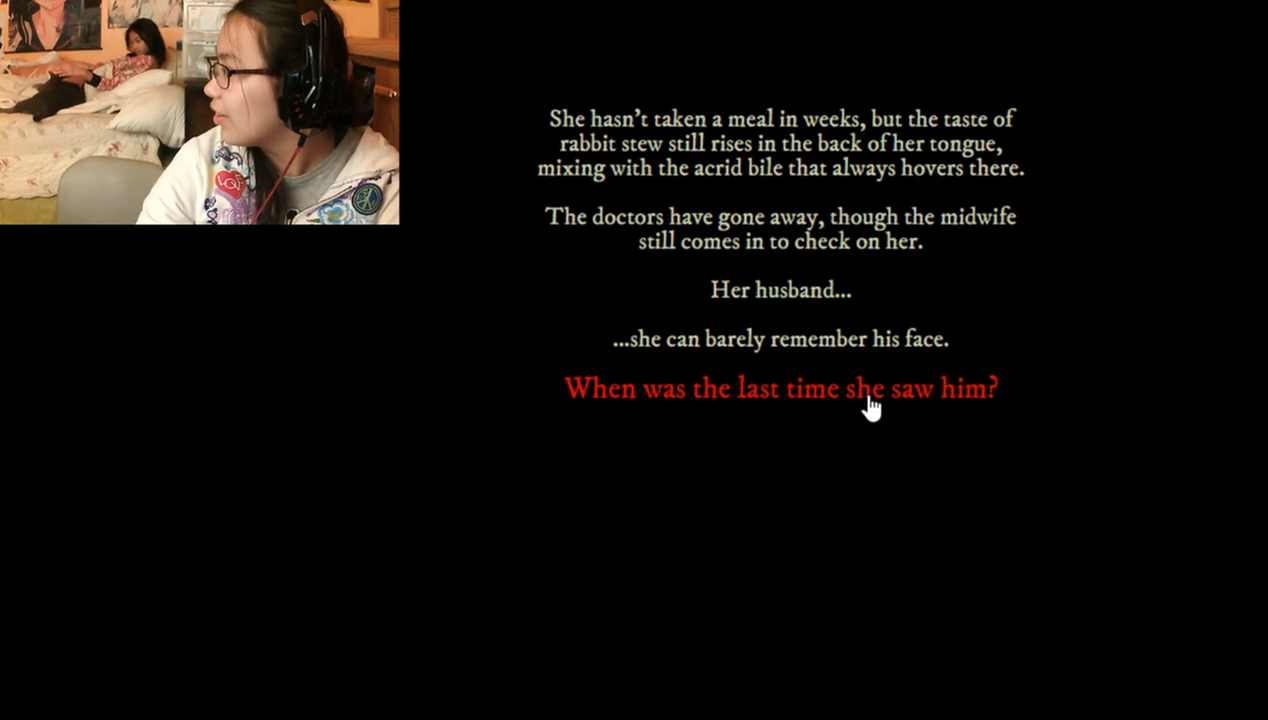 She hasn't taken a meal in weeks, but the taste of
rabbit stew still rises in the back of her tongue,
mixing with the acrid bile that always hovers there.
The doctors have gone away, though the midwife
still comes in to check on her.
Her husband...
...she can barely remember his face.
When was the last time she saw him?